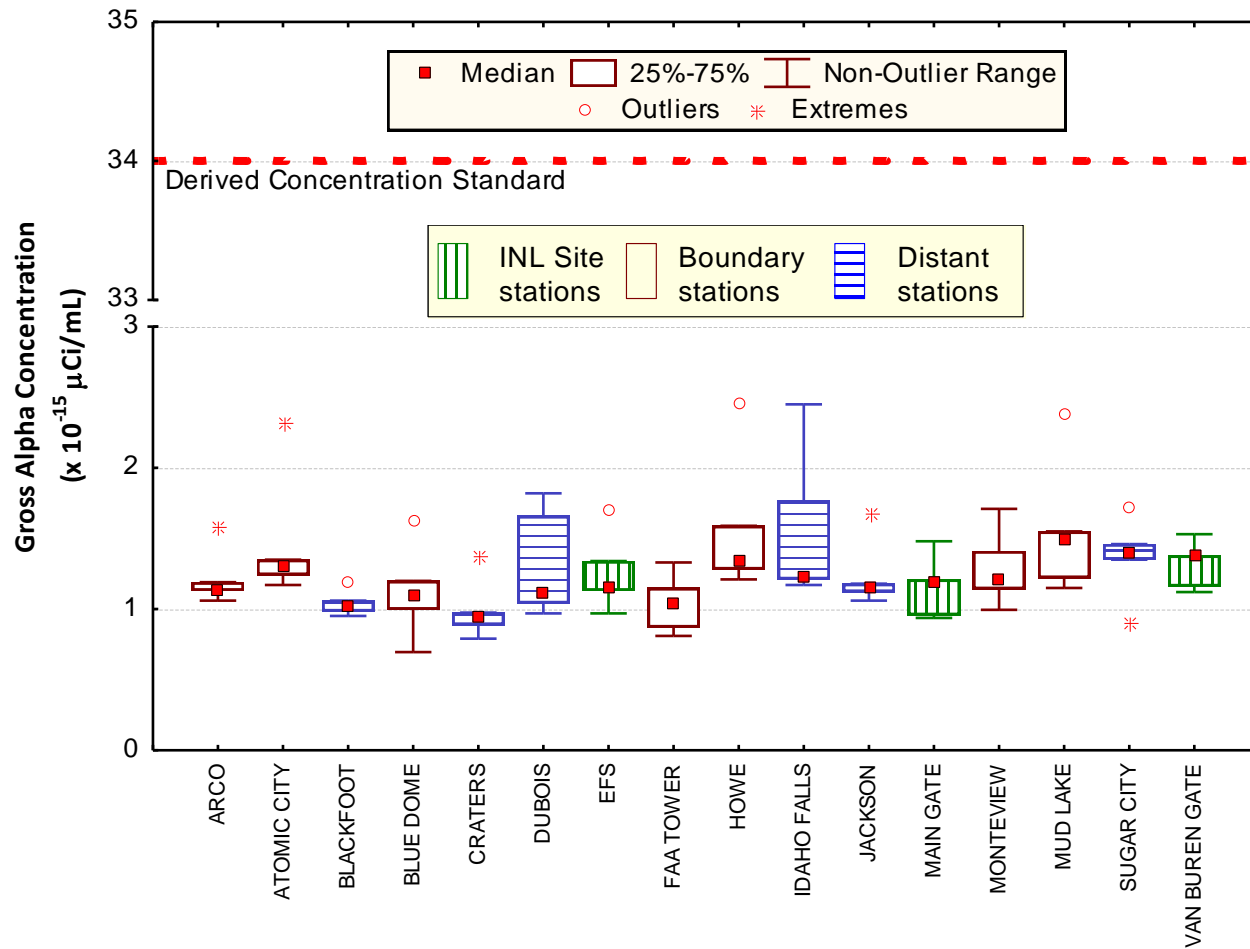 35
Median 25%-75% Non-Outlier Range
Outliers Extremes
34
Derived Concentration Standard
INL Site stations
Boundary stations
Distant stations
33
3
2
1
0
Gross Alpha Concentration
(x 10⁻¹⁵ μCi/mL)
ARCO
ATOMIC CITY
BLACKFOOT
BLUE DOME
CRATERS
DUBOIS
EFS
FAA TOWER
HOWE
IDAHO FALLS
JACKSON
MAIN GATE
MONTEVIEW
MUD LAKE
SUGAR CITY
VAN BUREN GATE